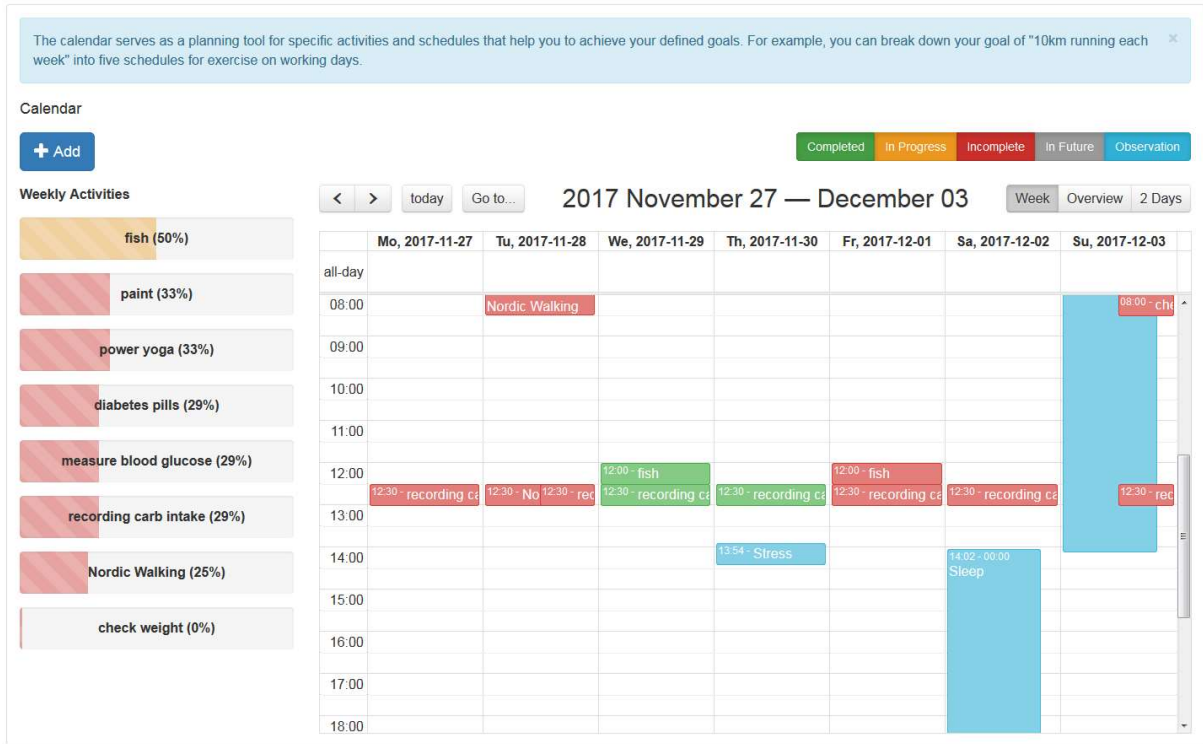 The calendar serves as a planning tool for specific activities and schedules that help you to achieve your defined goals. For example, you can break down your goal of "10km running each
week" into five schedules for exercise on working days.
×
Calendar
+ Add
Completed In Progress Incomplete In Future Observation
Weekly Activities
fish (50%)
paint (33%)
power yoga (33%)
diabetes pills (29%)
measure blood glucose (29%)
recording carb intake (29%)
Nordic Walking (25%)
check weight (0%)
< > today Go to... 2017 November 27 — December 03 Week Overview 2 Days
Mo, 2017-11-27 Tu, 2017-11-28 We, 2017-11-29 Th, 2017-11-30 Fr, 2017-12-01 Sa, 2017-12-02 Su, 2017-12-03
all-day
08:00 Nordic Walking 08:00 - che
09:00
10:00
11:00
12:00 12:00 - fish 12:00 - fish
12:30 - recording ca 12:30 - No 12:30 - rec 12:30 - recording ca 12:30 - recording ca 12:30 - recording ca 12:30 - recording ca 12:30 - rec
13:00
13:54 - Stress
14:00 14:02 - 00:00
Sleep
15:00
16:00
17:00
18:00